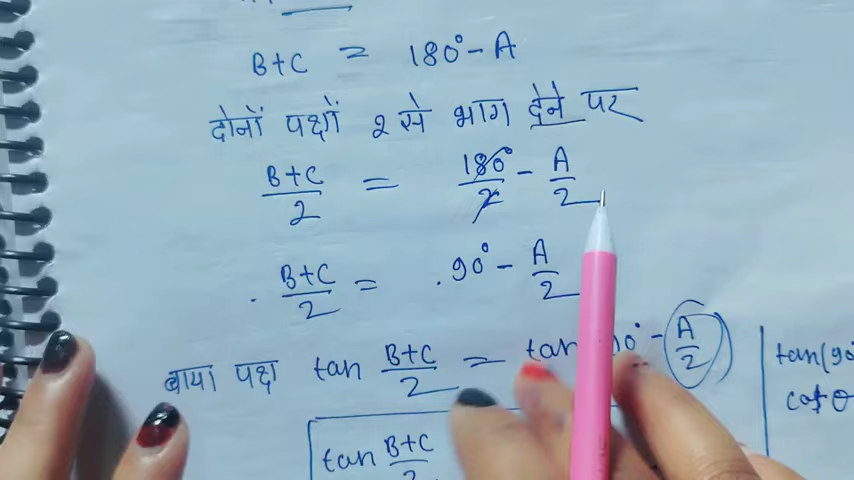 B+C = 180° - A
दोनों पक्षों 2 से भाग देने पर
B+C/2 = 180°/2 - A/2
. B+C/2 = .90° - A/2
बायां पक्ष tan B+C/2 = tan 90° - A/2) tan(90
cot θ
tan B+C/2